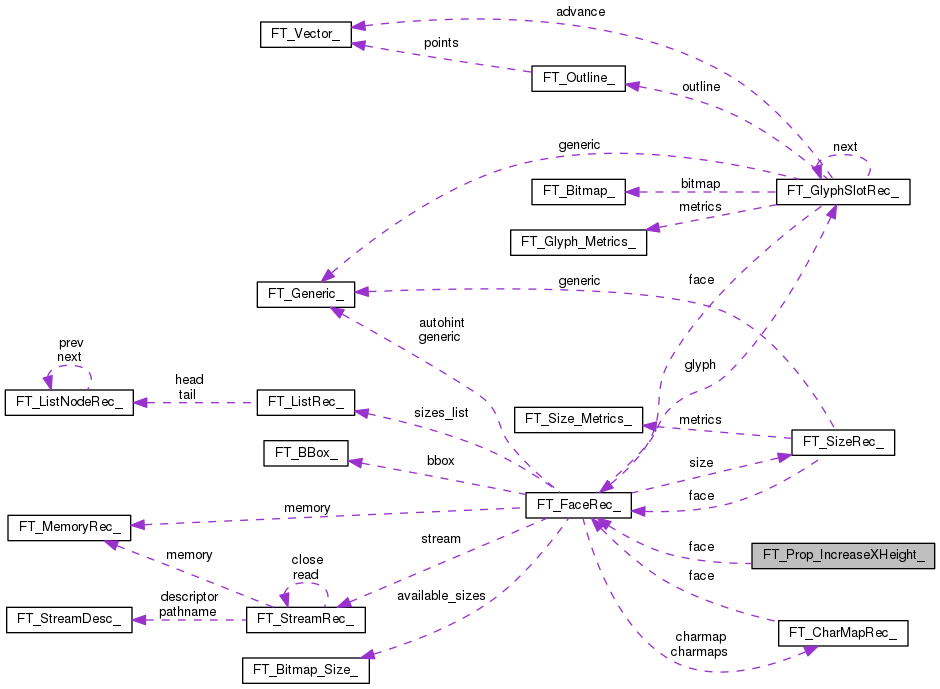 advance
FT_Vector_
points
FT_Outline_
outline
generic
next
FT_Bitmap_
bitmap
FT_GlyphSlotRec_
metrics
FT_Glyph_Metrics_
face
generic
FT_Generic_
autohint
generic
prev
next
glyph
head
tail
FT_ListNodeRec_
FT_ListRec_
sizes_list
FT_Size_Metrics_
metrics
FT_SizeRec_
FT_BBox_
bbox
size
face
FT_FaceRec_
memory
FT_MemoryRec_
stream
memory
close
read
face
FT_Prop_IncreaseXHeight_
face
descriptor
pathname
available_sizes
FT_StreamDesc_
FT_StreamRec_
charmap
charmaps
FT_CharMapRec_
FT_Bitmap_Size_